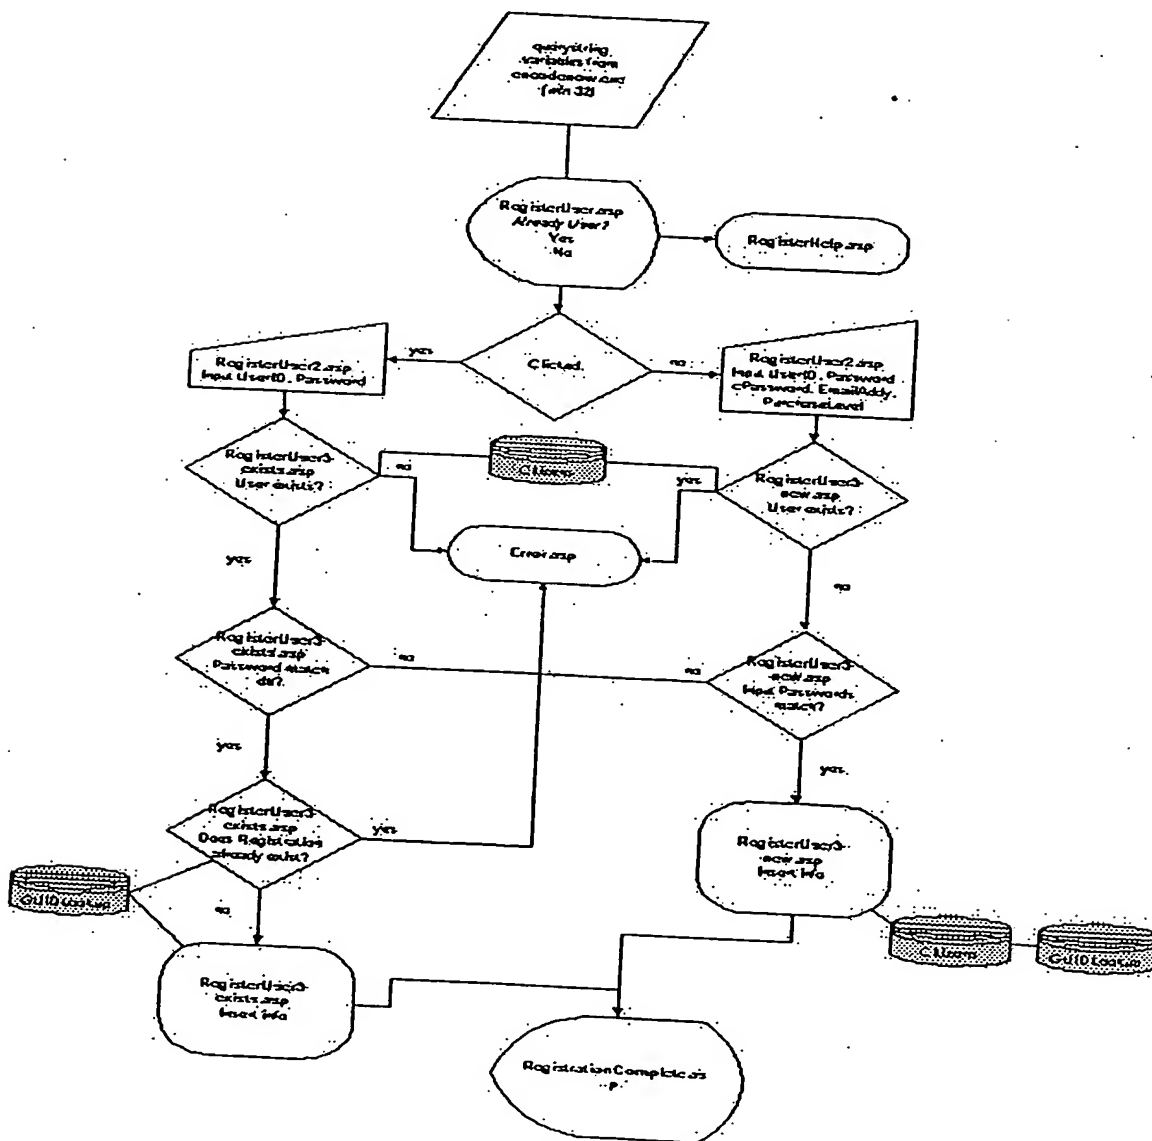 querystring
variables from
(win 32)
RegisterUser.asp
Already User?
Yes
No
RegisterHelp.asp
RegisterUser2.asp
Input UserID, Password
yes
Clicked.
no
RegisterUser2.asp
Input UserID, Password
cPassword, EmailAddy,
PurchaseLevel
RegisterUser3-
exists.asp
User exists?
no
CUsers
yes
RegisterUser3-
new.asp
User exists?
Error.asp
yes
no
RegisterUser3-
exists.asp
Password match
no
no
RegisterUser3-
new.asp
Input Passwords
match?
yes
yes
RegisterUser3-
exists.asp
Does Registration
already exist?
yes
RegisterUser3-
new.asp
Insert Info
no
CUsers
RegisterUser3-
exists.asp
Insert Info
RegistrationComplete.as
p